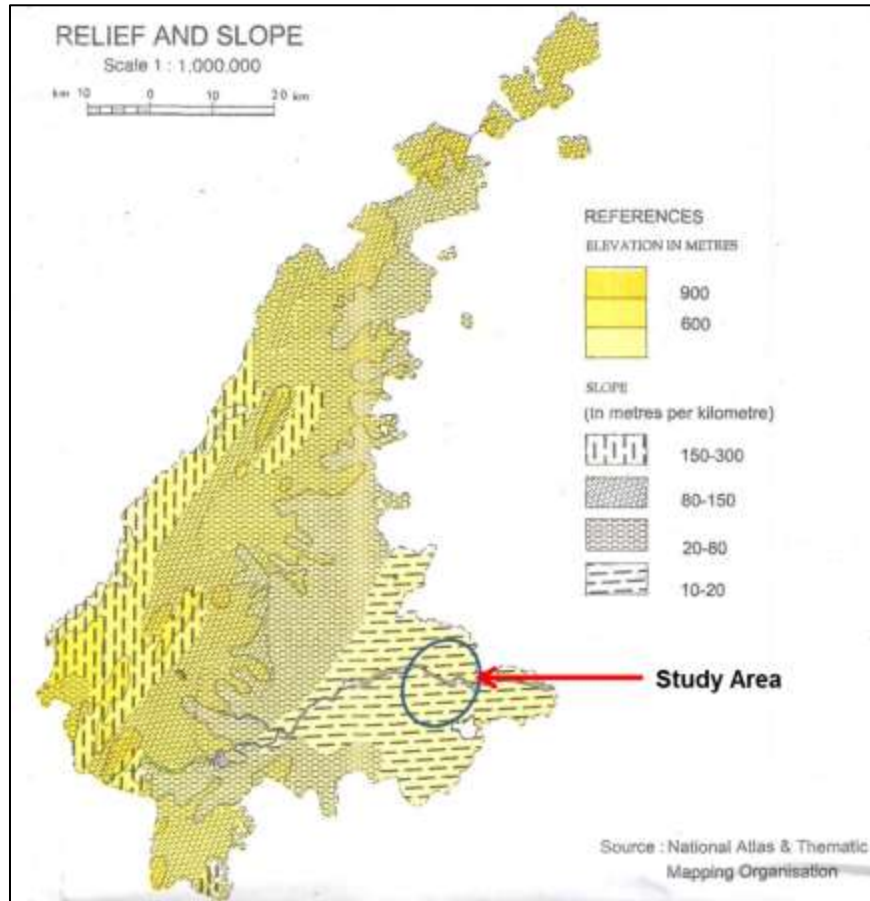 RELIEF AND SLOPE
Scale 1 : 1,000,000
km 10 0 10 20 km
REFERENCES
ELEVATION IN METRES
900
600
SLOPE
(In metres per kilometre)
150-300
80-150
20-80
10-20
Study Area
Source : National Atlas & Thematic
Mapping Organisation